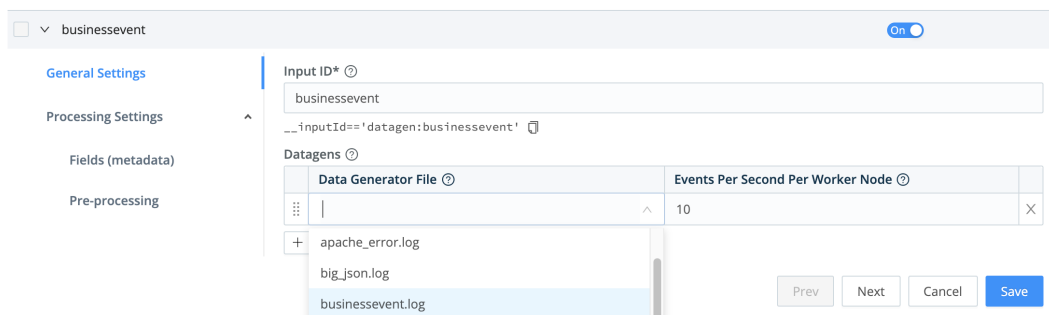 businessevent
On
General Settings
Processing Settings
Fields (metadata)
Pre-processing
Input ID*
businessevent
__inputId=='datagen:businessevent'
Datagens
Data Generator File
Events Per Second Per Worker Node
10
apache_error.log
big_json.log
businessevent.log
Prev
Next
Cancel
Save